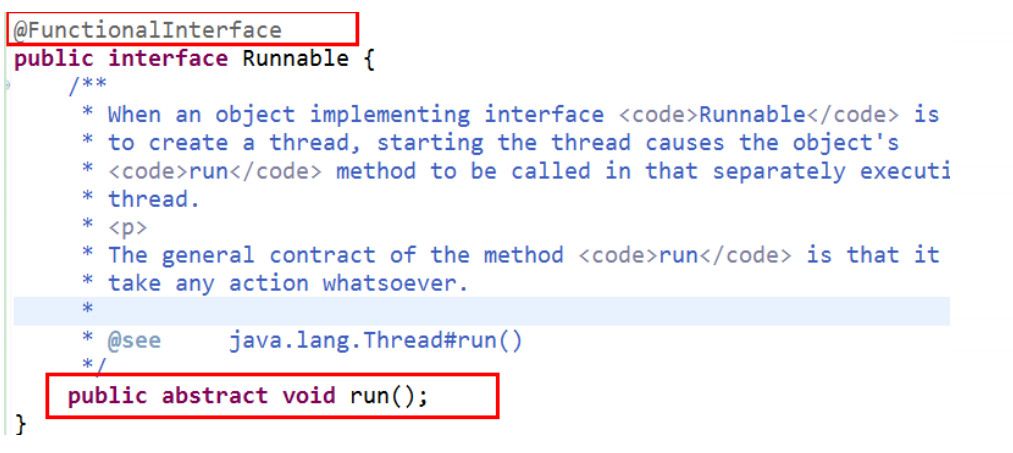 @FunctionalInterface
public interface Runnable {
/**
* When an object implementing interface <code>Runnable</code> is
* to create a thread, starting the thread causes the object's
* <code>run</code> method to be called in that separately executi
* thread.
* <p>
* The general contract of the method <code>run</code> is that it
* take any action whatsoever.
*
* @see     java.lang.Thread#run()
*/
public abstract void run();
}